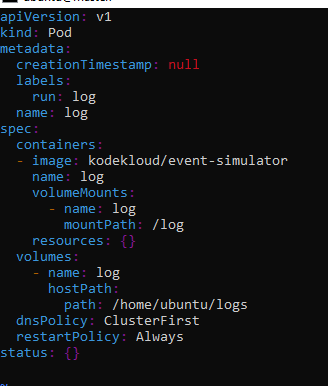 apiVersion: v1
kind: Pod
metadata:
  creationTimestamp: null
  labels:
    run: log
  name: log
spec:
  containers:
  - image: kodekloud/event-simulator
    name: log
    volumeMounts:
      - name: log
        mountPath: /log
    resources: {}
  volumes:
    - name: log
      hostPath:
        path: /home/ubuntu/logs
  dnsPolicy: ClusterFirst
  restartPolicy: Always
status: {}